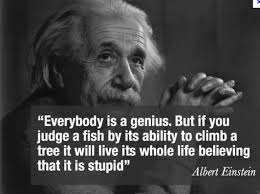 “Everybody is a genius. But if you
judge a fish by its ability to climb a
tree it will live its whole life believing
that it is stupid”
Albert Einstein